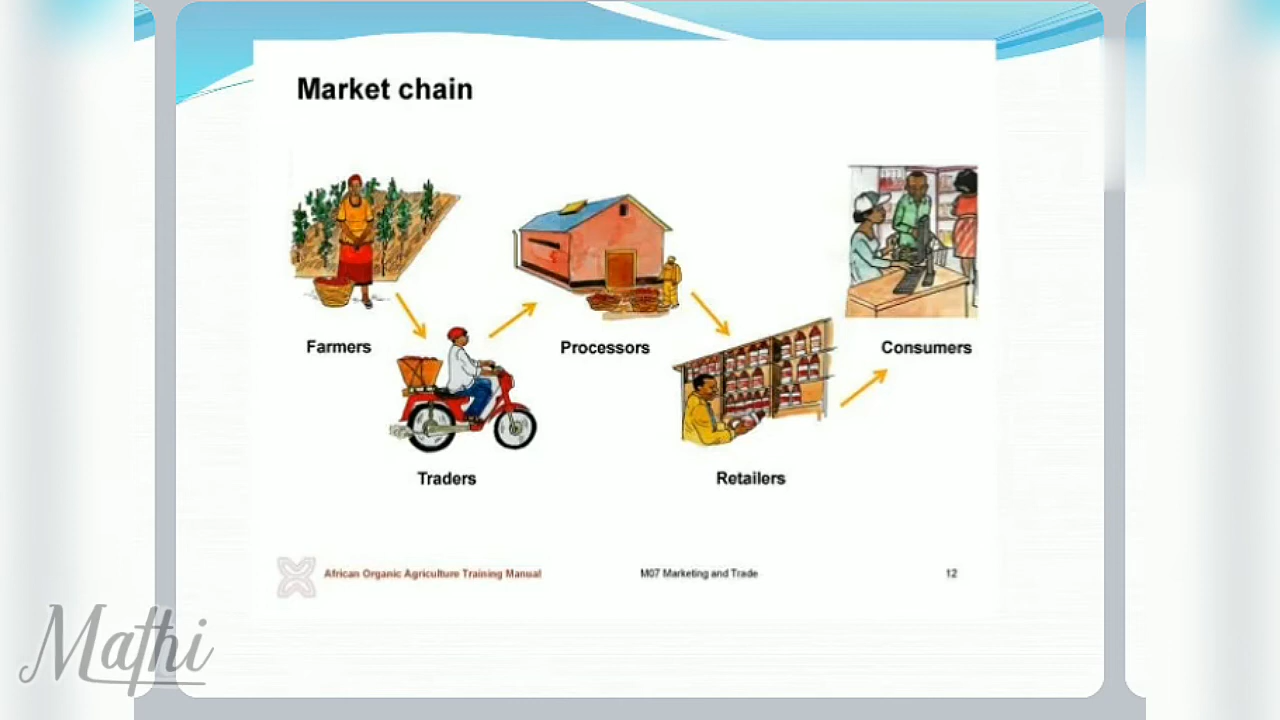 Market chain
Farmers
Processors
Consumers
Traders
Retailers
African Organic Agriculture Training Manual
M07 Marketing and Trade
12
Mathi